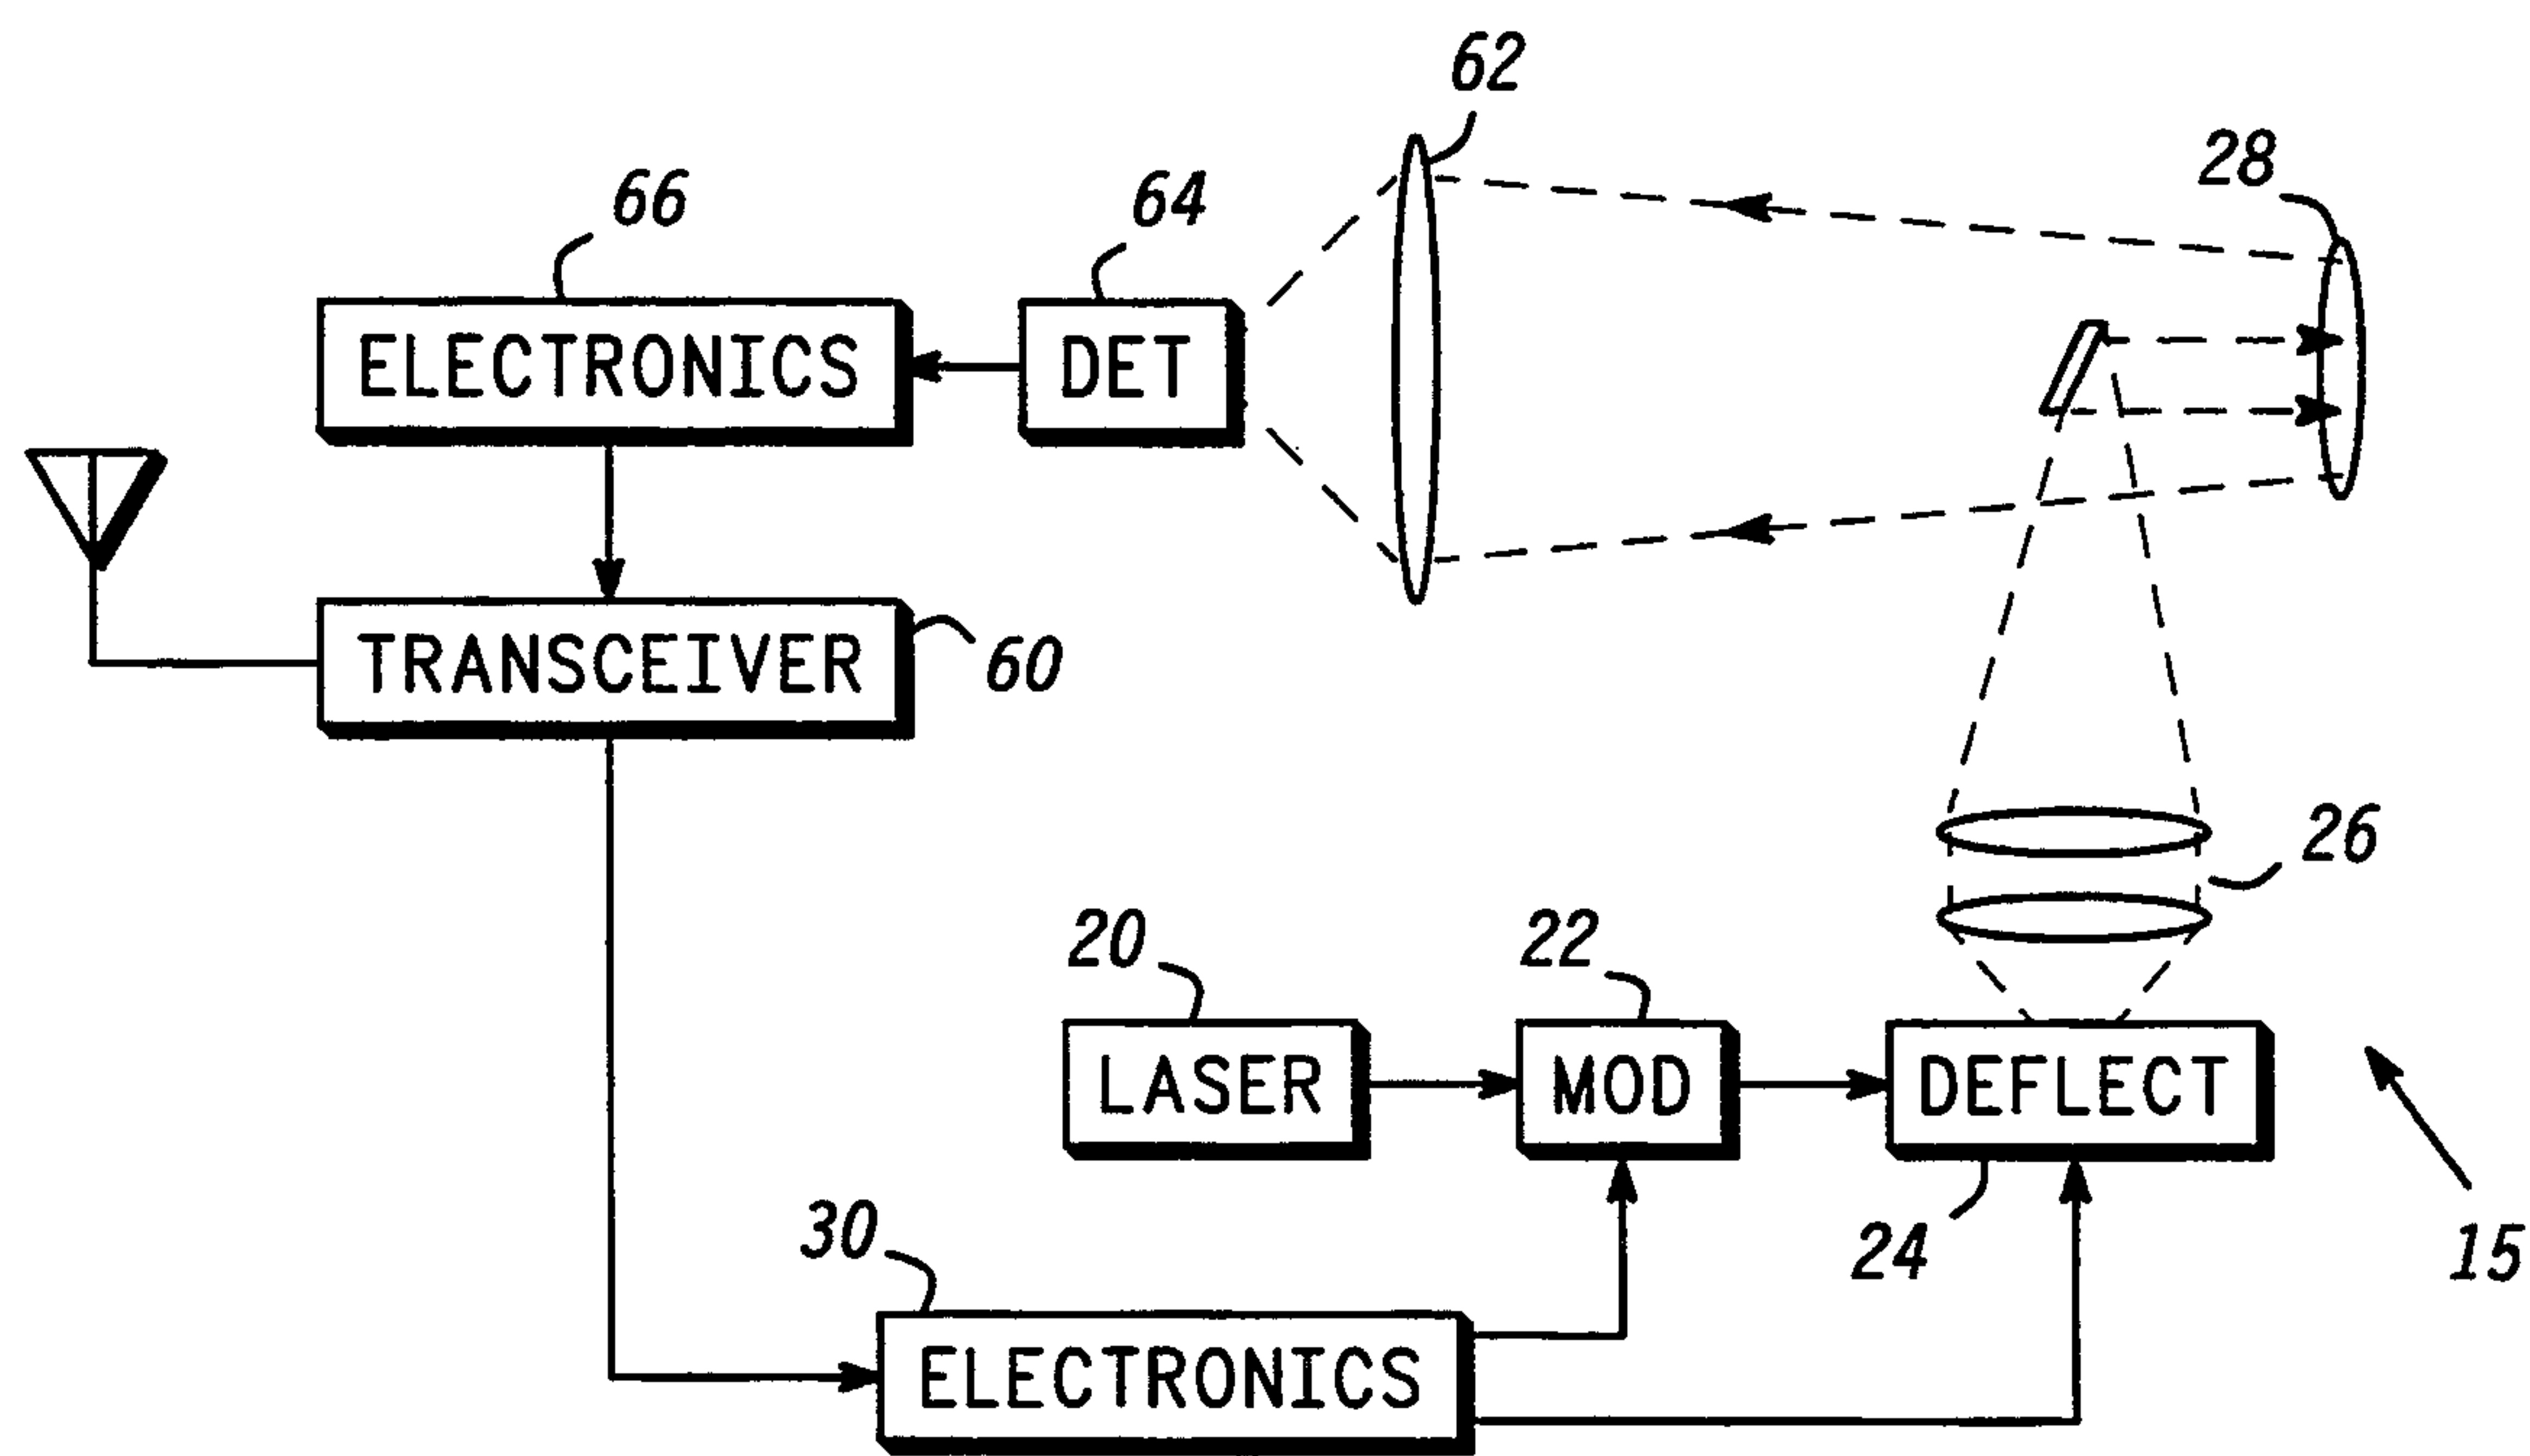 62
28
66
64
ELECTRONICS
DET
TRANSCEIVER
60
26
20
22
LASER
MOD
DEFLECT
30
24
15
ELECTRONICS